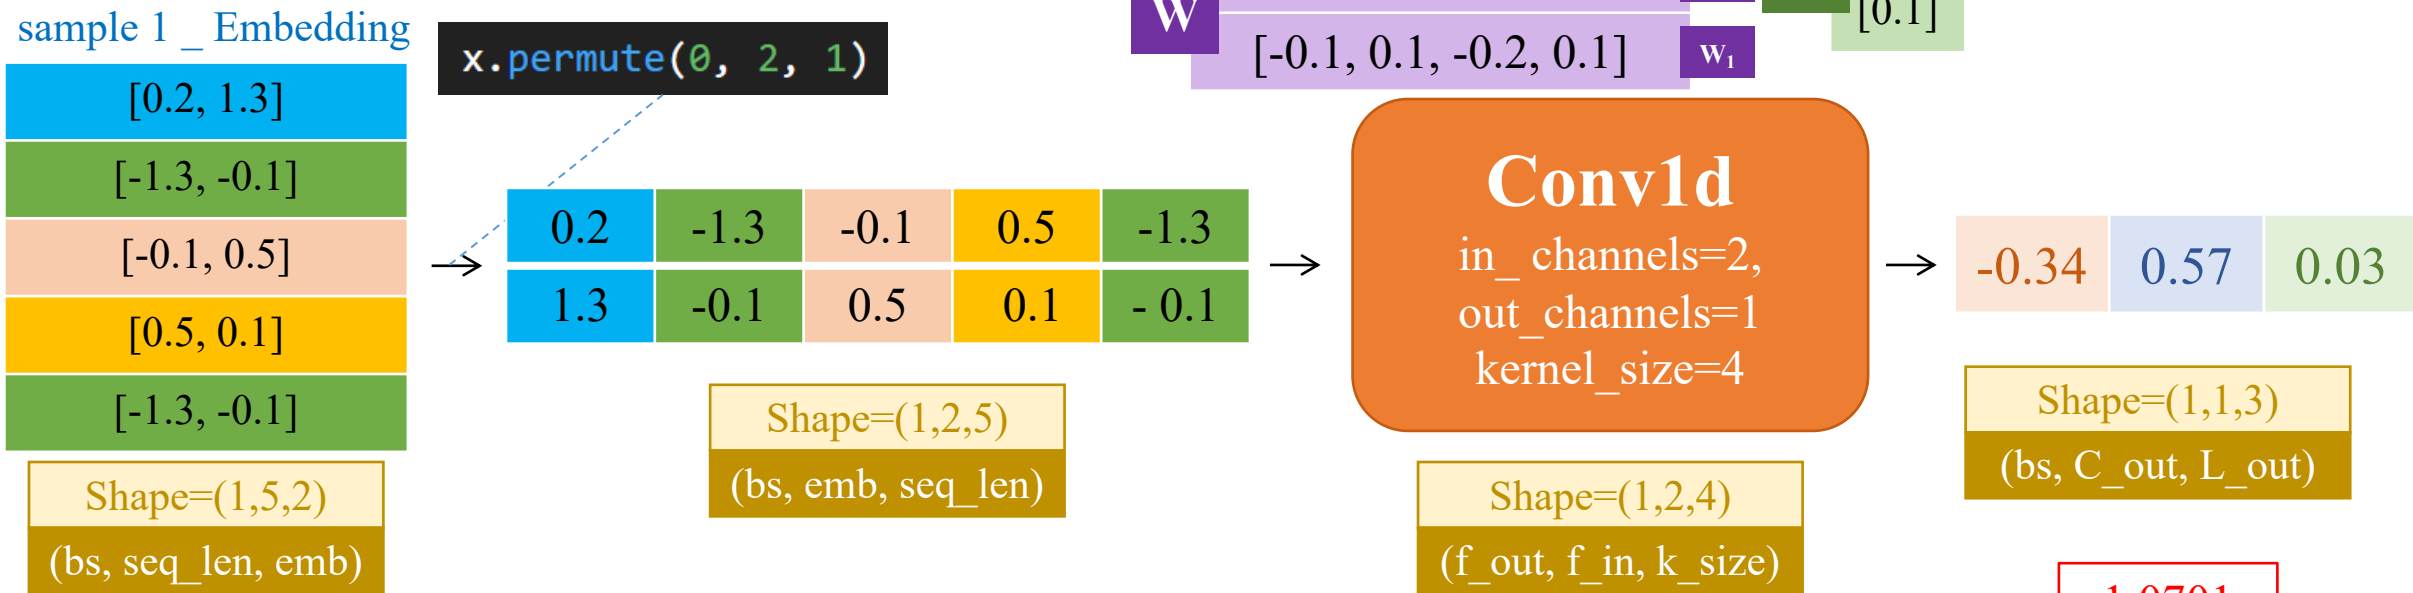 sample 1 _ Embedding
x.permute(0, 2, 1)
W
[-0.1, 0.1, -0.2, 0.1]
W₁
[0.1]
[0.2, 1.3]
[-1.3, -0.1]
[-0.1, 0.5]
[0.5, 0.1]
[-1.3, -0.1]
Shape=(1,5,2)
(bs, seq_len, emb)
0.2 -1.3 -0.1 0.5 -1.3
1.3 -0.1 0.5 0.1 - 0.1
Shape=(1,2,5)
(bs, emb, seq_len)
Conv1d
in_ channels=2,
out_channels=1
kernel_size=4
Shape=(1,2,4)
(f_out, f_in, k_size)
-0.34 0.57 0.03
Shape=(1,1,3)
(bs, C_out, L_out)